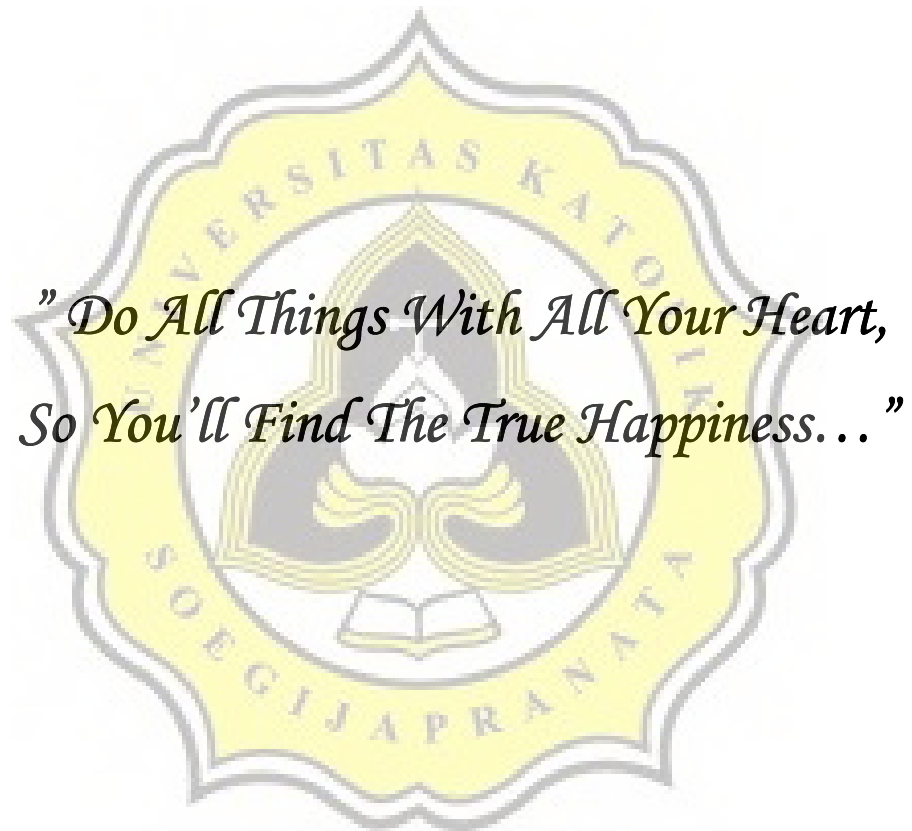 UNIVERSITAS KATOLIK
” Do All Things With All Your Heart,
So You’ll Find The True Happiness…”
SOEGIJAPRANATA